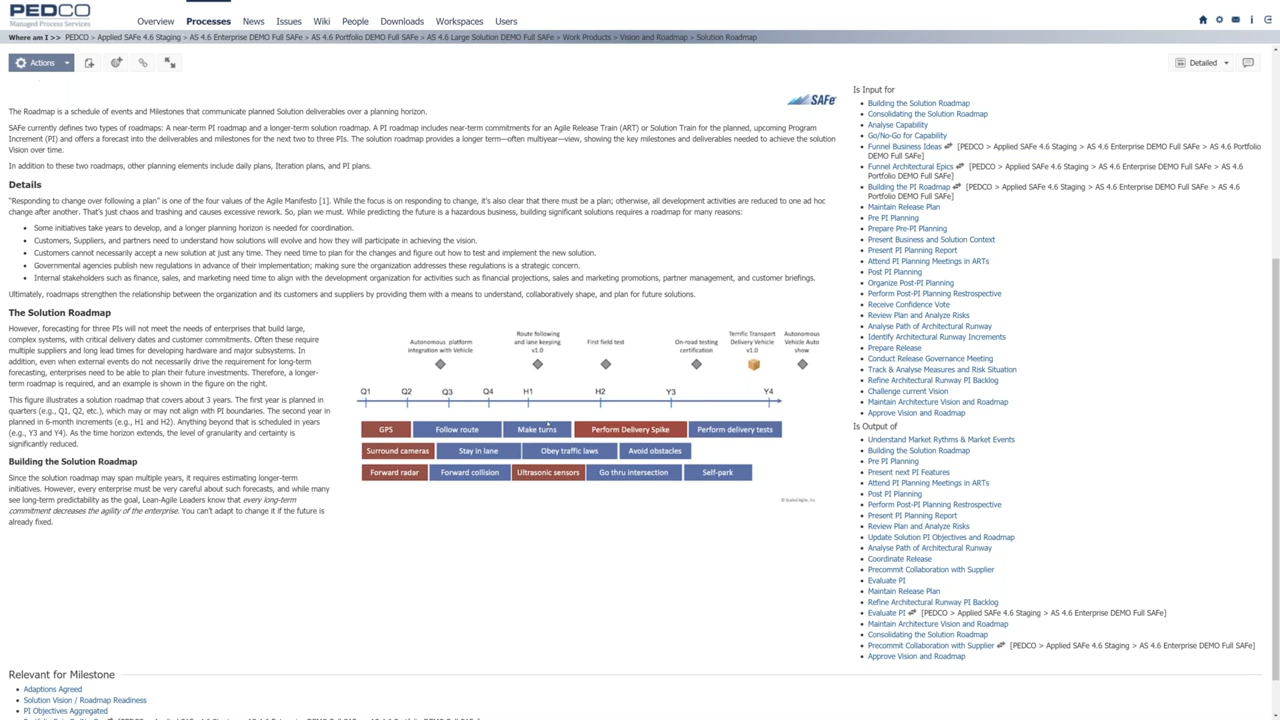 PEDCO
Managed Process Services
Overview Processes News Issues Wiki People Downloads Workspaces Users
Where am I >> PEDCO > Applied SAFe 4.6 Staging > AS 4.6 Enterprise DEMO Full SAFe > AS 4.6 Portfolio DEMO Full SAFe > AS 4.6 Large Solution DEMO Full SAFe > Work Products > Vision and Roadmap > Solution Roadmap
Actions
Detailed
SAFe
The Roadmap is a schedule of events and Milestones that communicate planned Solution deliverables over a planning horizon.
SAFe currently defines two types of roadmaps: A near-term PI roadmap and a longer-term solution roadmap. A PI roadmap includes near-term commitments for an Agile Release Train (ART) or Solution Train for the planned, upcoming Program
Increment (PI) and offers a forecast into the deliverables and milestones for the next two to three PIs. The solution roadmap provides a longer term—often multiyear—view, showing the key milestones and deliverables needed to achieve the solution
Vision over time.
In addition to these two roadmaps, other planning elements include daily plans, Iteration plans, and PI plans.
Details
"Responding to change over following a plan" is one of the four values of the Agile Manifesto [1]. While the focus is on responding to change, it's also clear that there must be a plan; otherwise, all development activities are reduced to one ad hoc
change after another. That's just chaos and trashing and causes excessive rework. So, plan we must. While predicting the future is a hazardous business, building significant solutions requires a roadmap for many reasons:
• Some initiatives take years to develop, and a longer planning horizon is needed for coordination.
• Customers, Suppliers, and partners need to understand how solutions will evolve and how they will participate in achieving the vision.
• Customers cannot necessarily accept a new solution at just any time. They need time to plan for the changes and figure out how to test and implement the new solution.
• Governmental agencies publish new regulations in advance of their implementation; making sure the organization addresses these regulations is a strategic concern.
• Internal stakeholders such as finance, sales, and marketing need time to align with the development organization for activities such as financial projections, sales and marketing promotions, partner management, and customer briefings.
Ultimately, roadmaps strengthen the relationship between the organization and its customers and suppliers by providing them with a means to understand, collaboratively shape, and plan for future solutions.
The Solution Roadmap
However, forecasting for three PIs will not meet the needs of enterprises that build large,
complex systems, with critical delivery dates and customer commitments. Often these require
multiple suppliers and long lead times for developing hardware and major subsystems. In
addition, even when external events do not necessarily drive the requirement for long-term
forecasting, enterprises need to be able to plan their future investments. Therefore, a longer-
term roadmap is required, and an example is shown in the figure on the right.
This figure illustrates a solution roadmap that covers about 3 years. The first year is planned in
quarters (e.g., Q1, Q2, etc.), which may or may not align with PI boundaries. The second year in
planned in 6-month increments (e.g., H1 and H2). Anything beyond that is scheduled in years
(e.g., Y3 and Y4). As the time horizon extends, the level of granularity and certainty is
significantly reduced.
Building the Solution Roadmap
Since the solution roadmap may span multiple years, it requires estimating longer-term
initiatives. However, every enterprise must be very careful about such forecasts, and while many
see long-term predictability as the goal, Lean-Agile Leaders know that every long-term
commitment decreases the agility of the enterprise. You can't adapt to change it if the future is
already fixed.
Autonomous platform
integration with Vehicle
Route following
and lane keeping
v1.0
First field test
On-road testing
certification
Terrific Transport
Delivery Vehicle
v1.0
Autonomous
Vehicle Auto
show
Q1 Q2 Q3 Q4 H1 H2 Y3 Y4
GPS Follow route Make turns Perform Delivery Spike Perform delivery tests
Surround cameras Stay in lane Obey traffic laws Avoid obstacles
Forward radar Forward collision Ultrasonic sensors Go thru intersection Self-park
© Scaled Agile, Inc.
Is Input for
• Building the Solution Roadmap
• Consolidating the Solution Roadmap
• Analyse Capability
• Go/No-Go for Capability
• Funnel Business Ideas [PEDCO > Applied SAFe 4.6 Staging > AS 4.6 Enterprise DEMO Full SAFe > AS 4.6 Portfolio
DEMO Full SAFe]
• Funnel Architectural Epics [PEDCO > Applied SAFe 4.6 Staging > AS 4.6 Enterprise DEMO Full SAFe > AS 4.6
Portfolio DEMO Full SAFe]
• Building the PI Roadmap [PEDCO > Applied SAFe 4.6 Staging > AS 4.6 Enterprise DEMO Full SAFe > AS 4.6
Portfolio DEMO Full SAFe]
• Maintain Release Plan
• Pre PI Planning
• Prepare Pre-PI Planning
• Present Business and Solution Context
• Present PI Planning Report
• Attend PI Planning Meetings in ARTs
• Post PI Planning
• Organize Post-PI Planning
• Perform Post-PI Planning Restrospective
• Receive Confidence Vote
• Review Plan and Analyze Risks
• Analyse Path of Architectural Runway
• Identify Architectural Runway Increments
• Prepare Release
• Conduct Release Governance Meeting
• Track & Analyse Measures and Risk Situation
• Refine Architectural Runway PI Backlog
• Challenge current Vision
• Maintain Architecture Vision and Roadmap
• Approve Vision and Roadmap
Is Output of
• Understand Market Rythms & Market Events
• Building the Solution Roadmap
• Pre PI Planning
• Present next PI Features
• Attend PI Planning Meetings in ARTs
• Post PI Planning
• Perform Post-PI Planning Restrospective
• Present PI Planning Report
• Review Plan and Analyze Risks
• Update Solution PI Objectives and Roadmap
• Analyse Path of Architectural Runway
• Coordinate Release
• Precommit Collaboration with Supplier
• Evaluate PI
• Maintain Release Plan
• Refine Architectural Runway PI Backlog
• Evaluate PI [PEDCO > Applied SAFe 4.6 Staging > AS 4.6 Enterprise DEMO Full SAFe]
• Maintain Architecture Vision and Roadmap
• Consolidating the Solution Roadmap
• Precommit Collaboration with Supplier [PEDCO > Applied SAFe 4.6 Staging > AS 4.6 Enterprise DEMO Full SAFe]
• Approve Vision and Roadmap
Relevant for Milestone
• Adaptions Agreed
• Solution Vision / Roadmap Readiness
• PI Objectives Aggregated